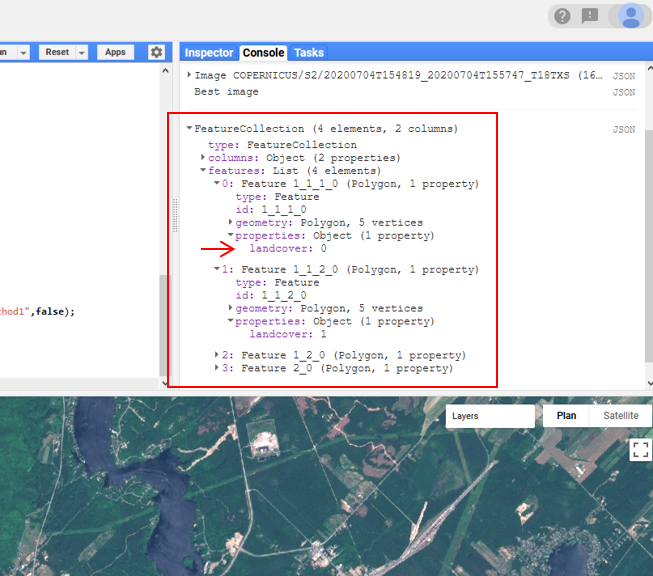 n Reset Apps
Inspector Console Tasks
Image COPERNICUS/S2/20200704T154819_20200704T155747_T18TXS (16… JSON
Best image JSON
FeatureCollection (4 elements, 2 columns) JSON
type: FeatureCollection
columns: Object (2 properties)
features: List (4 elements)
0: Feature 1_1_1_0 (Polygon, 1 property)
type: Feature
id: 1_1_1_0
geometry: Polygon, 5 vertices
properties: Object (1 property)
landcover: 0
1: Feature 1_1_2_0 (Polygon, 1 property)
type: Feature
id: 1_1_2_0
geometry: Polygon, 5 vertices
properties: Object (1 property)
landcover: 1
hod1",false);
2: Feature 1_2_0 (Polygon, 1 property)
3: Feature 2_0 (Polygon, 1 property)
Layers Plan Satellite